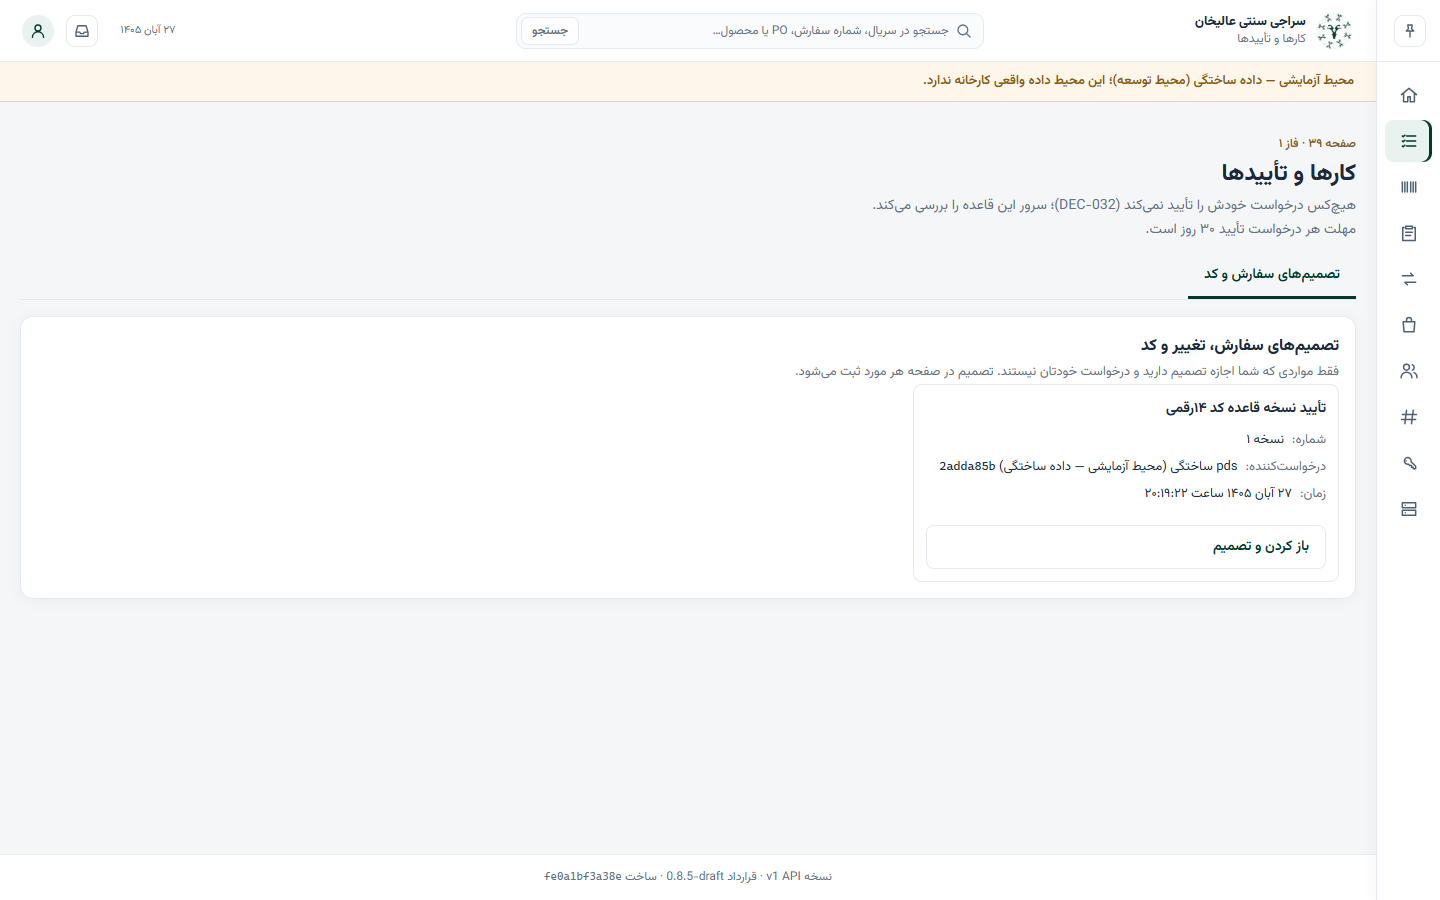 سراجی سنتی عالیخان
کارها و تأییدها
جستجو در سریال، شماره سفارش، PO یا محصول...
جستجو
۲۷ آبان ۱۴۰۵
محیط آزمایشی — داده ساختگی (محیط توسعه)؛ این محیط داده واقعی کارخانه ندارد.
صفحه ۳۹ · فاز ۱
کارها و تأییدها
هیچ‌کس درخواست خودش را تأیید نمی‌کند (DEC-032)؛ سرور این قاعده را بررسی می‌کند.
مهلت هر درخواست تأیید ۳۰ روز است.
تصمیم‌های سفارش و کد
تصمیم‌های سفارش، تغییر و کد
فقط مواردی که شما اجازه تصمیم دارید و درخواست خودتان نیستند. تصمیم در صفحه هر مورد ثبت می‌شود.
تأیید نسخه قاعده کد ۱۴رقمی
شماره: نسخه ۱
درخواست‌کننده: pds ساختگی (محیط آزمایشی — داده ساختگی) 2adda85b
زمان: ۲۷ آبان ۱۴۰۵ ساعت ۲۰:۱۹:۲۲
باز کردن و تصمیم
نسخه v1 API · قرارداد 0.8.5-draft · ساخت fe0a1bf3a38e